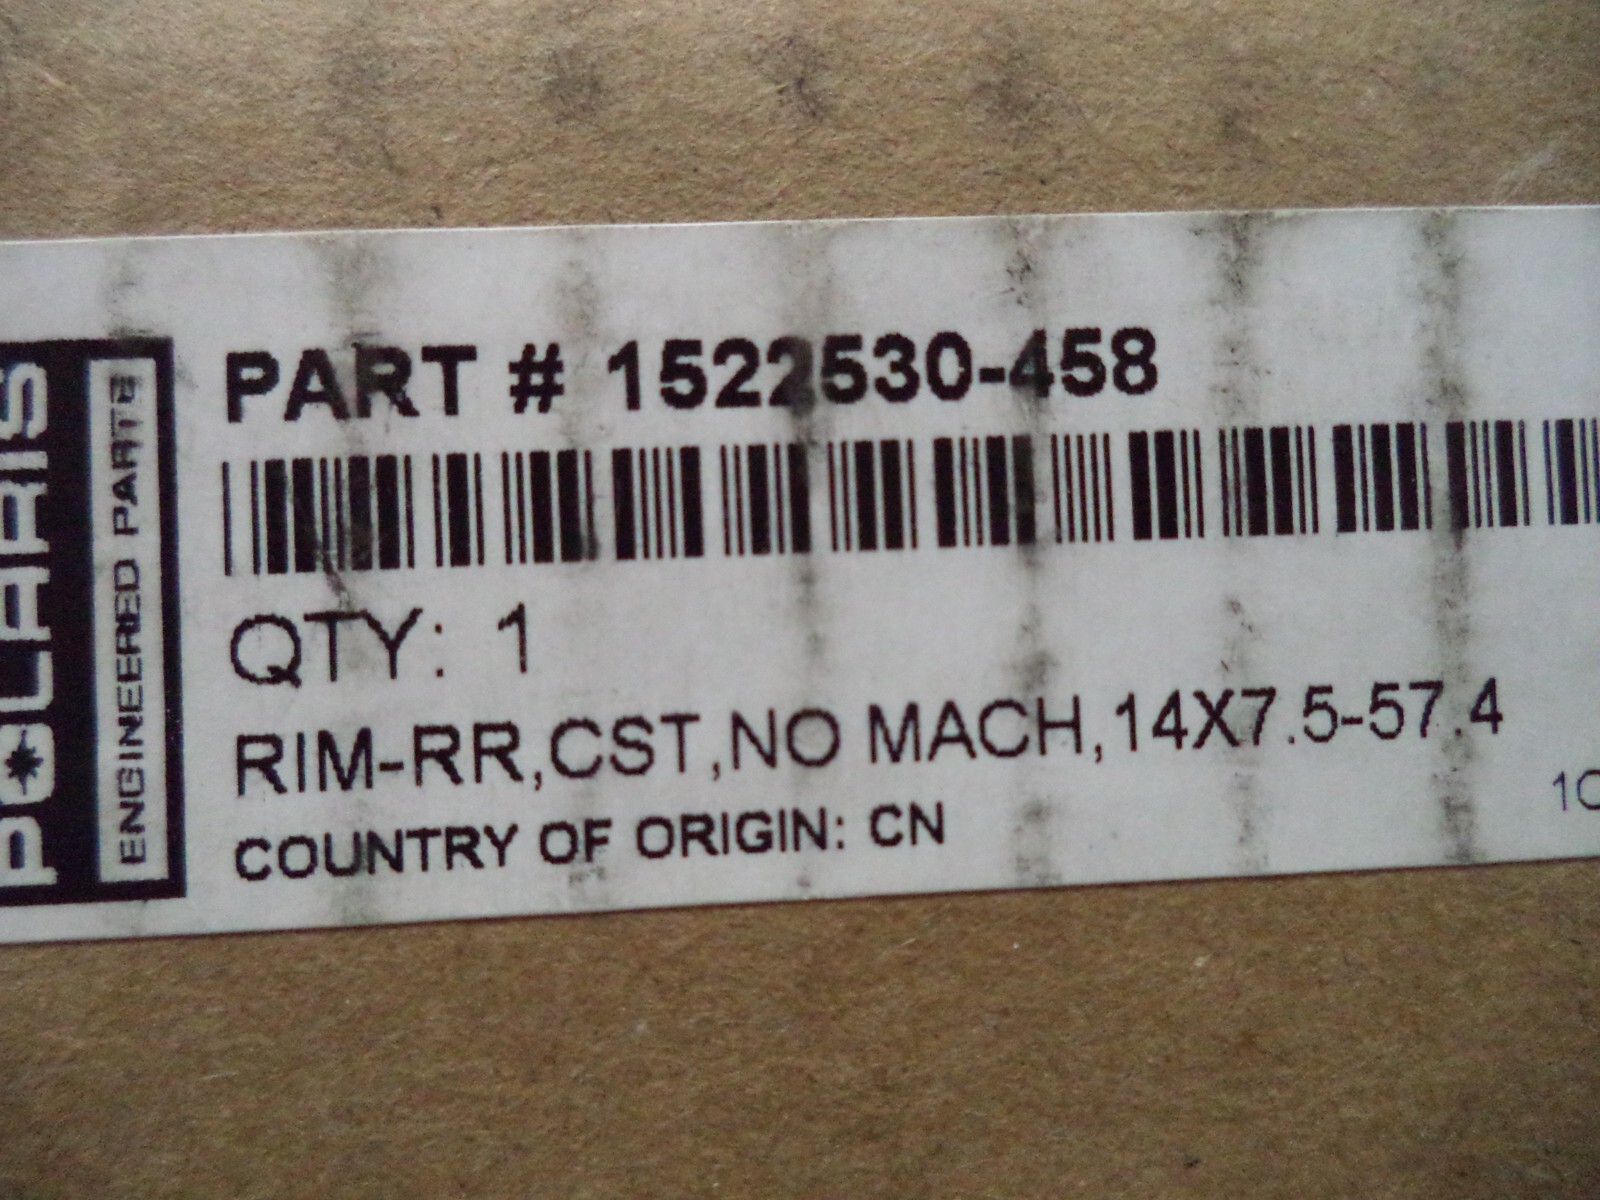 POLARIS
ENGINEERED PARTS
PART # 1522530-458
QTY: 1
RIM-RR,CST,NO MACH,14X7.5-57.4
COUNTRY OF ORIGIN: CN